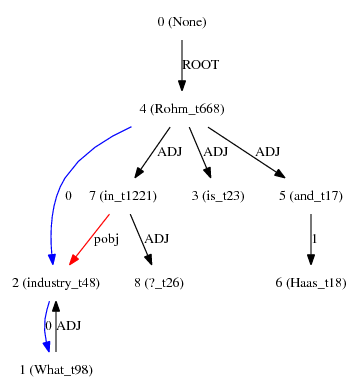 0 (None)
ROOT
4 (Rohm_t668)
ADJ ADJ ADJ
0 7 (in_t1221) 3 (is_t23) 5 (and_t17)
pobj ADJ 1
2 (industry_t48) 8 (?_t26) 6 (Haas_t18)
0 ADJ
1 (What_t98)